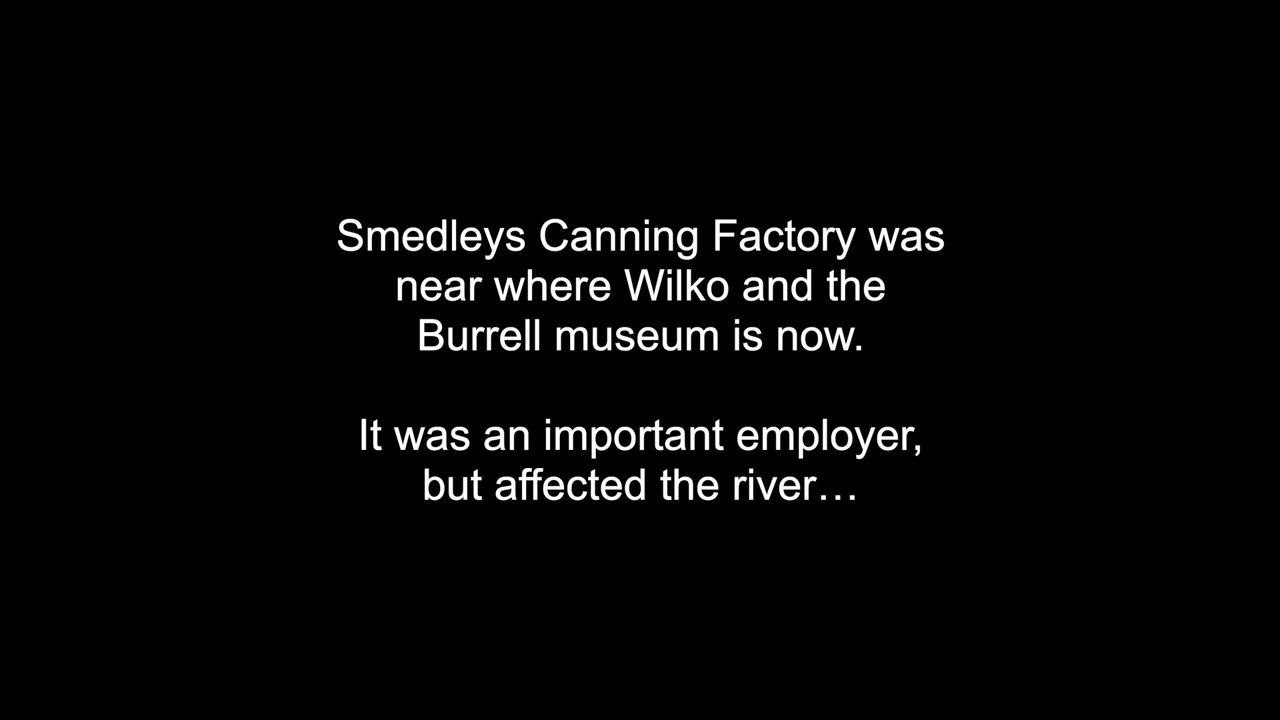 Smedleys Canning Factory was
near where Wilko and the
Burrell museum is now.
It was an important employer,
but affected the river…